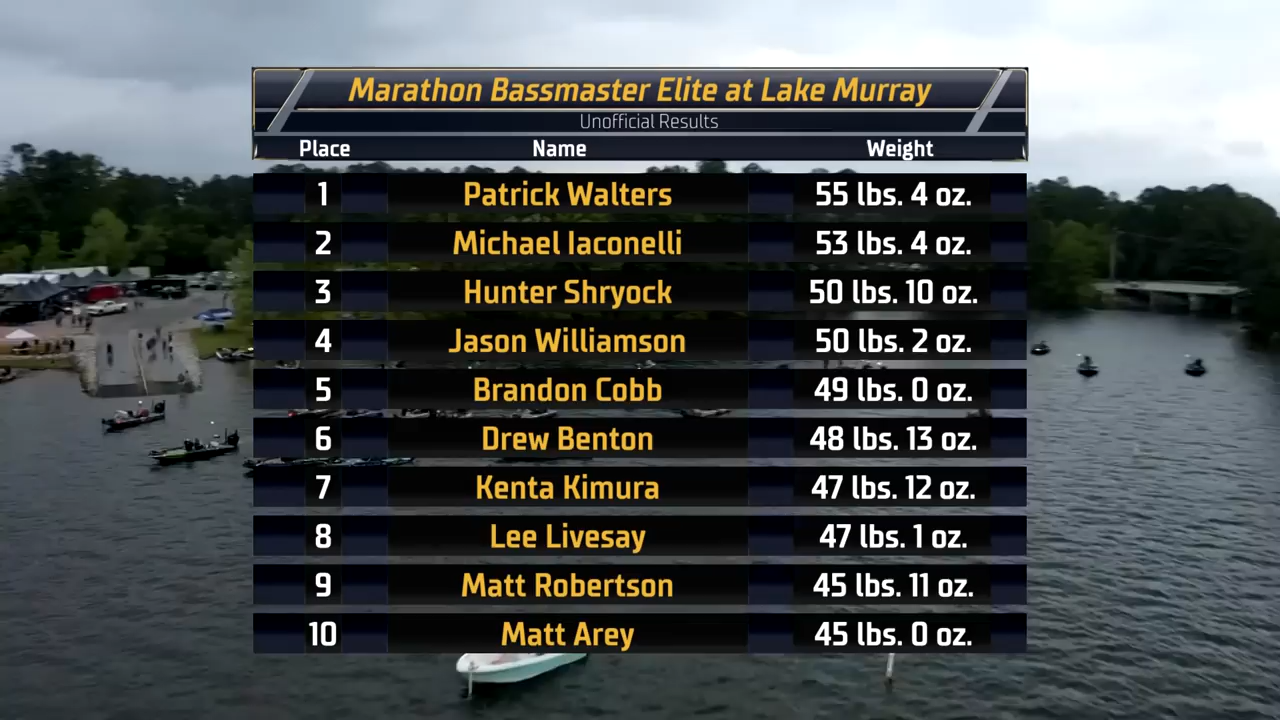 Marathon Bassmaster Elite at Lake Murray
Unofficial Results
Place Name Weight
1 Patrick Walters 55 lbs. 4 oz.
2 Michael Iaconelli 53 lbs. 4 oz.
3 Hunter Shryock 50 lbs. 10 oz.
4 Jason Williamson 50 lbs. 2 oz.
5 Brandon Cobb 49 lbs. 0 oz.
6 Drew Benton 48 lbs. 13 oz.
7 Kenta Kimura 47 lbs. 12 oz.
8 Lee Livesay 47 lbs. 1 oz.
9 Matt Robertson 45 lbs. 11 oz.
10 Matt Arey 45 lbs. 0 oz.